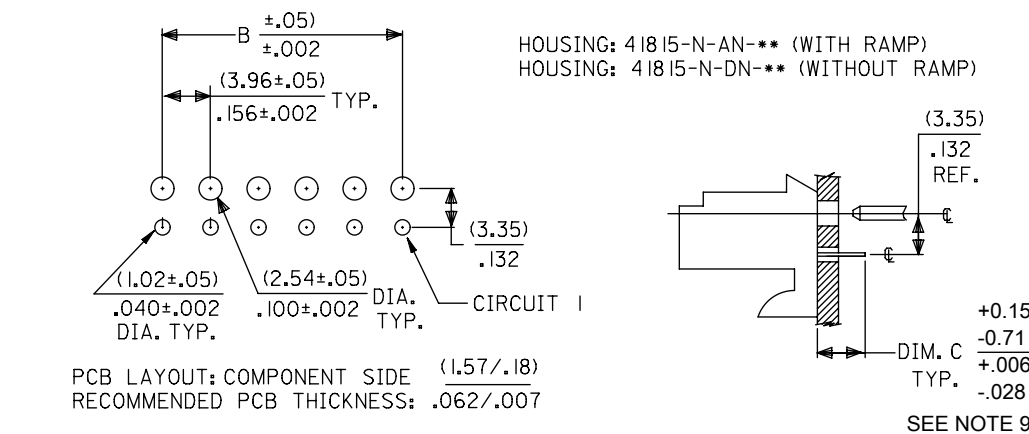 B ±.05)
±.002
(3.96±.05)
.156±.002 TYP.
(3.35)
.132
(1.02±.05)
.040±.002
DIA. TYP.
(2.54±.05)
.100±.002
DIA.
TYP.
CIRCUIT 1
PCB LAYOUT: COMPONENT SIDE
RECOMMENDED PCB THICKNESS:
(1.57/.18)
.062/.007
HOUSING: 41815-N-AN-** (WITH RAMP)
HOUSING: 41815-N-DN-** (WITHOUT RAMP)
(3.35)
.132
REF.
℄
℄
DIM. C
TYP.
+0.15
-0.71
+.006
-.028
SEE NOTE 9